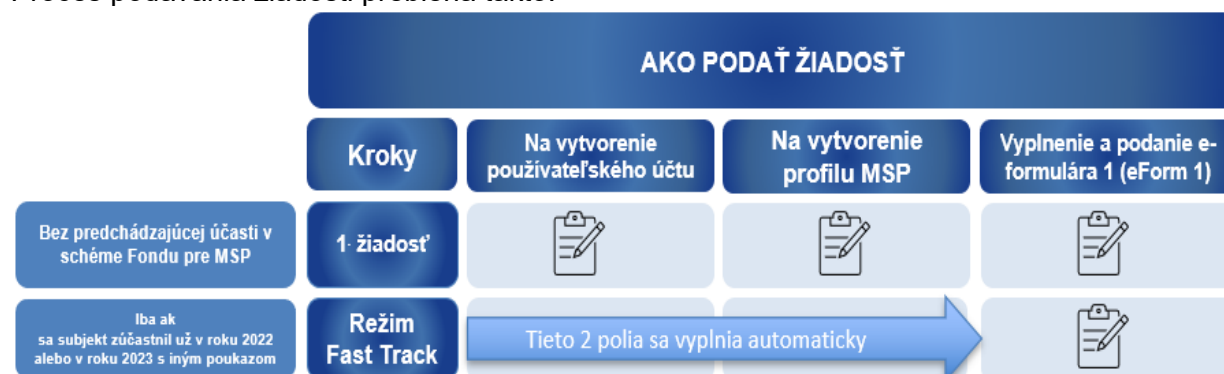 AKO PODAŤ ŽIADOSŤ
Kroky
Na vytvorenie
používateľského účtu
Na vytvorenie
profilu MSP
Vyplnenie a podanie e-
formulára 1 (eForm 1)
Bez predchádzajúcej účasti v
schéme Fondu pre MSP
1. žiadosť
Iba ak
sa subjekt zúčastnil už v roku 2022
alebo v roku 2023 s iným poukazom
Režim
Fast Track
Tieto 2 polia sa vyplnia automaticky